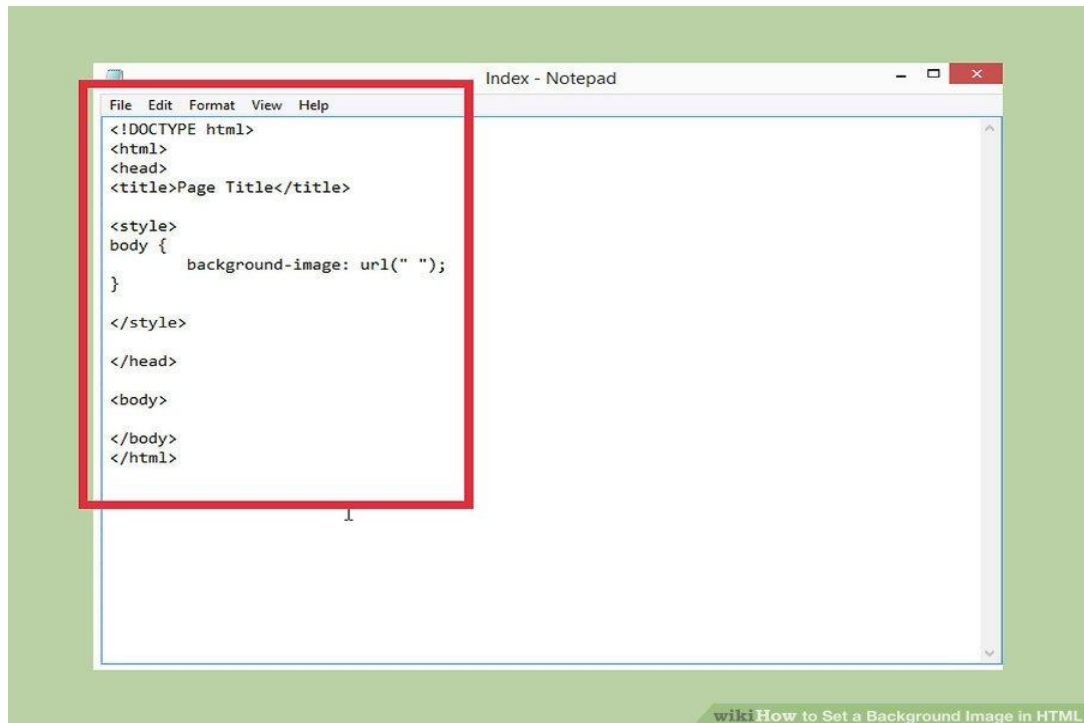 Index - Notepad
File Edit Format View Help
<!DOCTYPE html>
<html>
<head>
<title>Page Title</title>
<style>
body {
        background-image: url(" ");
}
</style>
</head>
<body>
</body>
</html>
wikiHow to Set a Background Image in HTML